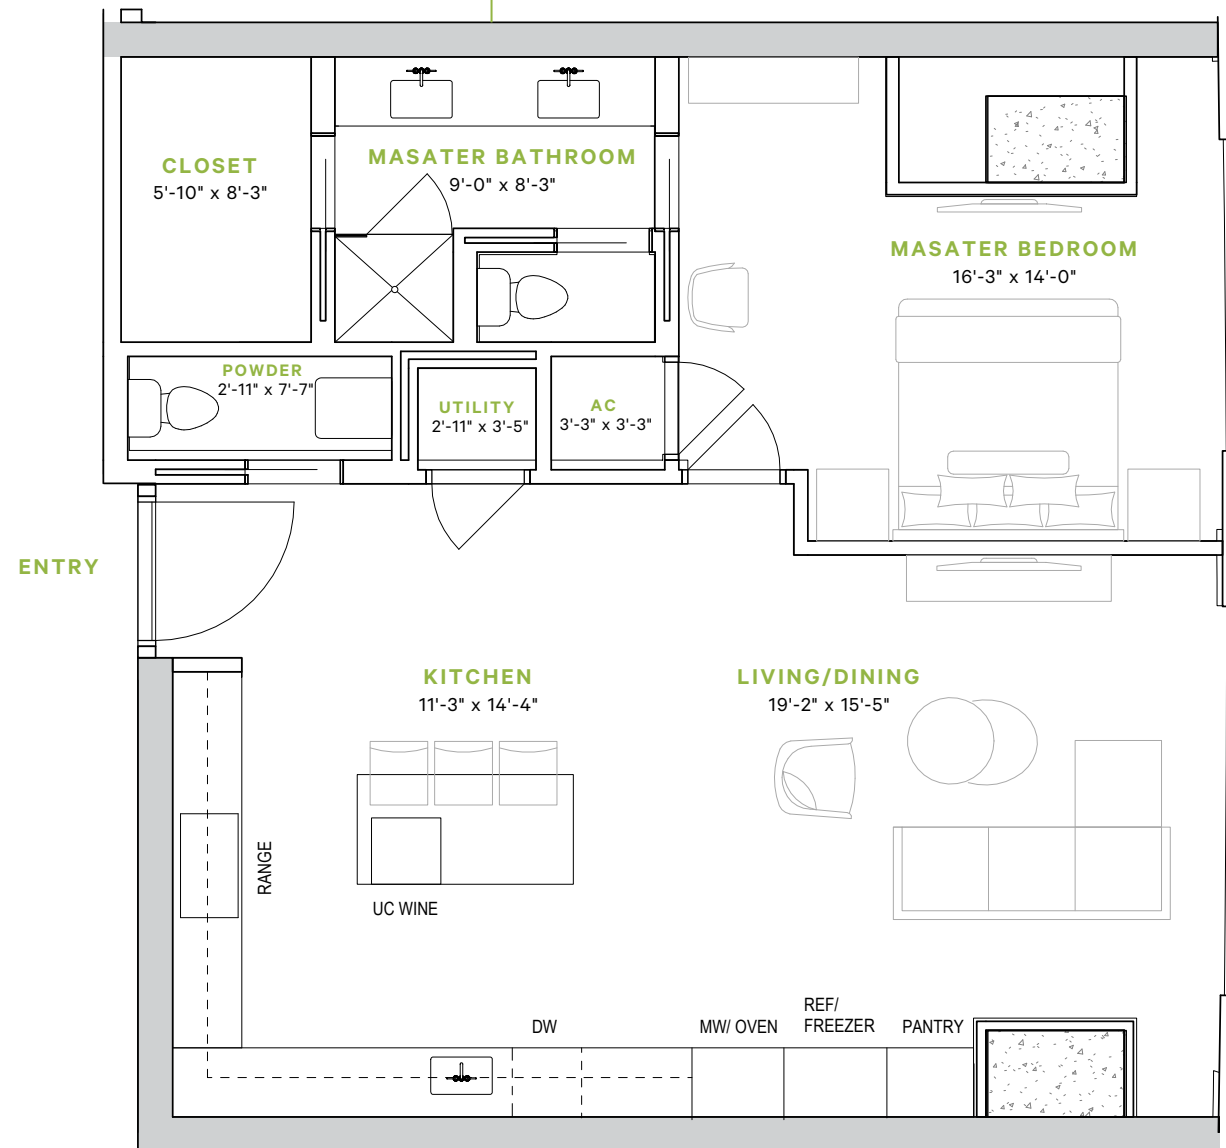 CLOSET
5'-10" x 8'-3"
MASATER BATHROOM
9'-0" x 8'-3"
MASATER BEDROOM
16'-3" x 14'-0"
POWDER
2'-11" x 7'-7"
UTILITY
2'-11" x 3'-5"
AC
3'-3" x 3'-3"
ENTRY
KITCHEN
11'-3" x 14'-4"
LIVING/DINING
19'-2" x 15'-5"
RANGE
UC WINE
DW
MW/ OVEN
REF/
FREEZER
PANTRY